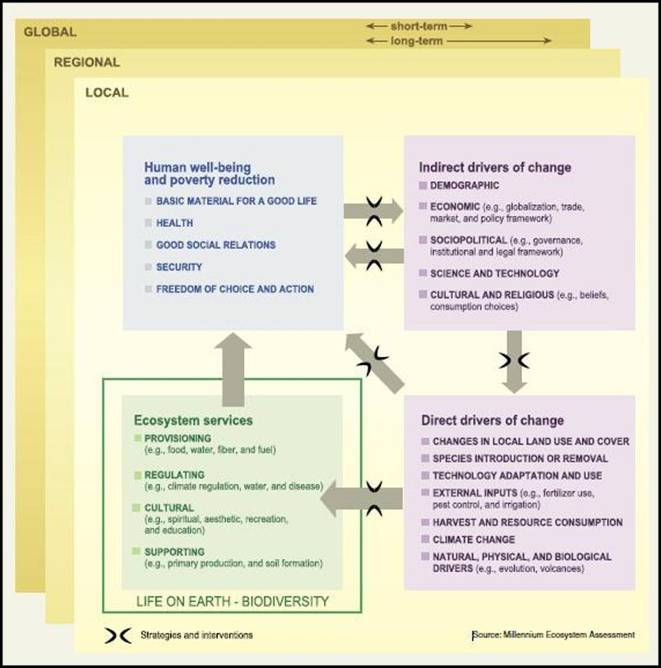 GLOBAL
short-term
long-term
REGIONAL
LOCAL
Human well-being
and poverty reduction
BASIC MATERIAL FOR A GOOD LIFE
HEALTH
GOOD SOCIAL RELATIONS
SECURITY
FREEDOM OF CHOICE AND ACTION
Indirect drivers of change
DEMOGRAPHIC
ECONOMIC (e.g., globalization, trade,
market, and policy framework)
SOCIOPOLITICAL (e.g., governance,
institutional and legal framework)
SCIENCE AND TECHNOLOGY
CULTURAL AND RELIGIOUS (e.g., beliefs,
consumption choices)
Ecosystem services
PROVISIONING
(e.g., food, water, fiber, and fuel)
REGULATING
(e.g., climate regulation, water, and disease)
CULTURAL
(e.g., spiritual, aesthetic, recreation,
and education)
SUPPORTING
(e.g., primary production, and soil formation)
LIFE ON EARTH - BIODIVERSITY
Direct drivers of change
CHANGES IN LOCAL LAND USE AND COVER
SPECIES INTRODUCTION OR REMOVAL
TECHNOLOGY ADAPTATION AND USE
EXTERNAL INPUTS (e.g., fertilizer use,
pest control, and irrigation)
HARVEST AND RESOURCE CONSUMPTION
CLIMATE CHANGE
NATURAL, PHYSICAL, AND BIOLOGICAL
DRIVERS (e.g., evolution, volcanoes)
Strategies and interventions
Source: Millennium Ecosystem Assessment